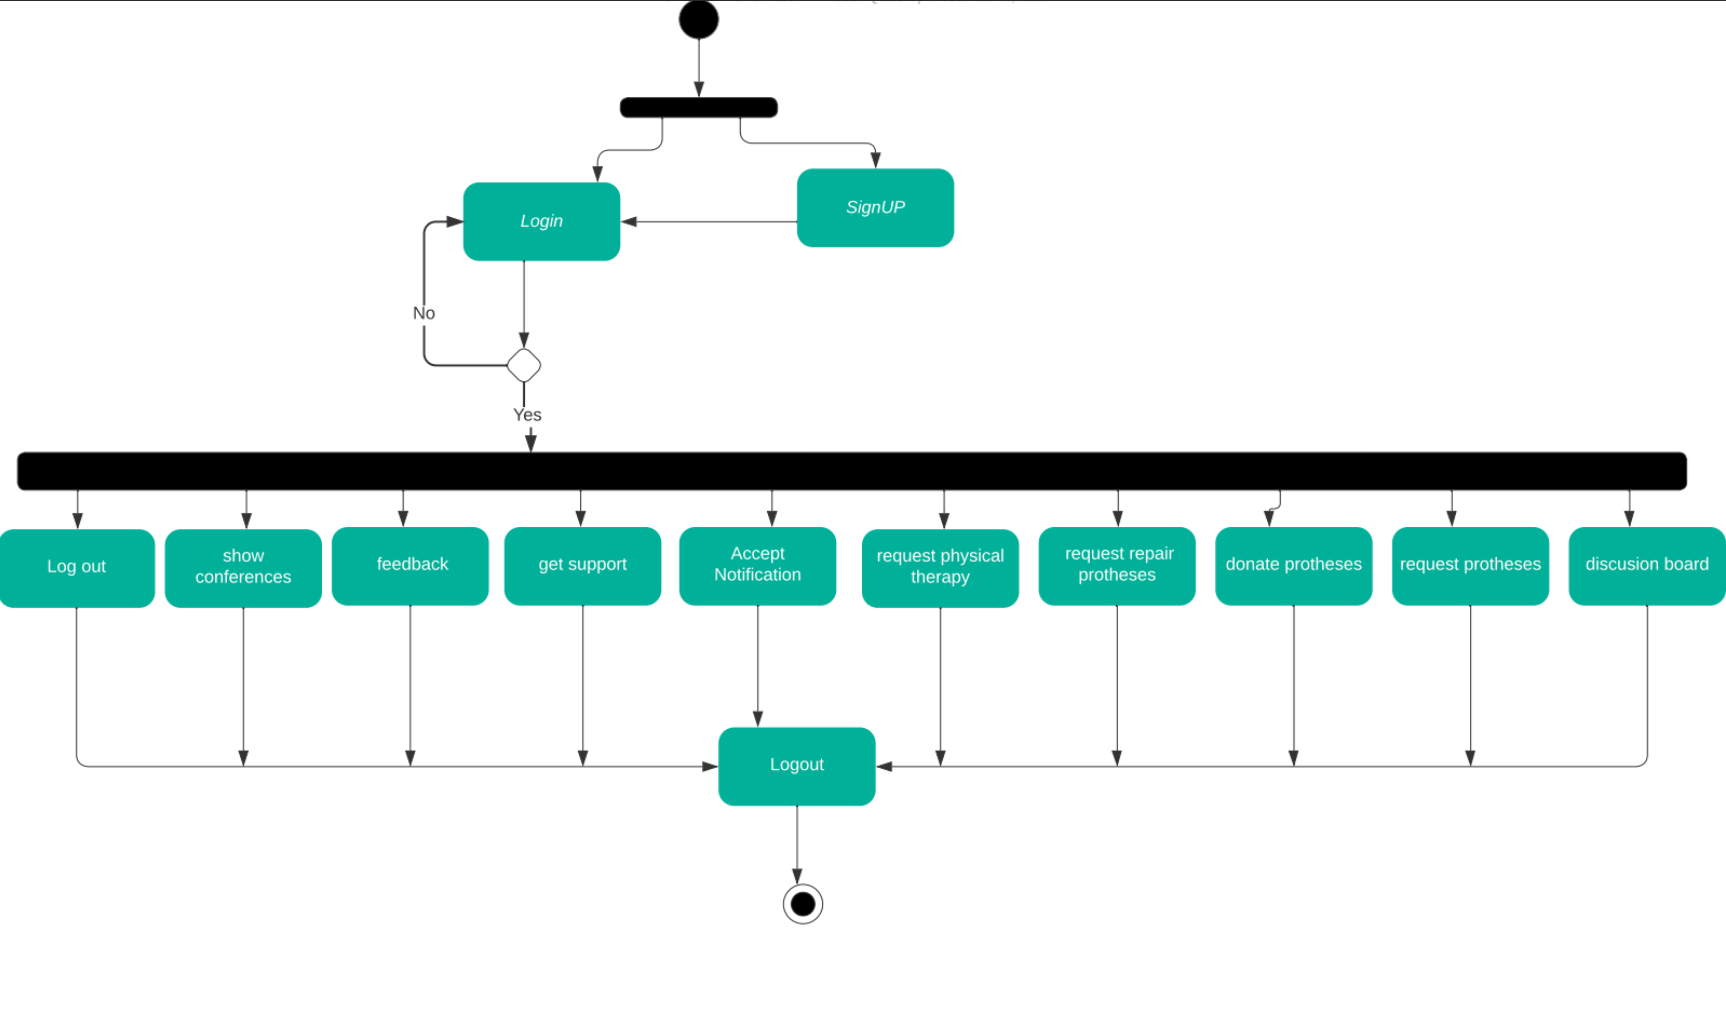 SignUP
Login
No
Yes
Log out
show
conferences
feedback
get support
Accept
Notification
request physical
therapy
request repair
protheses
donate protheses
request protheses
discusion board
Logout